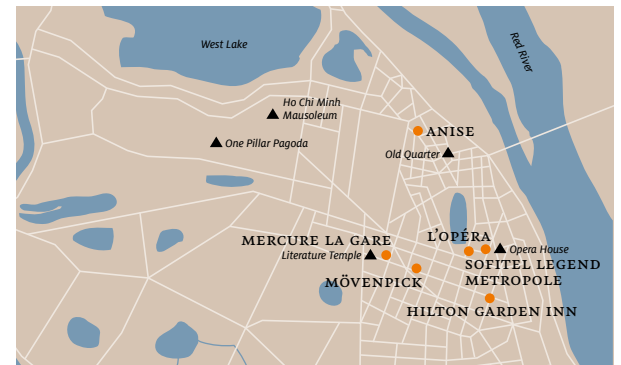 West Lake
Red River
Ho Chi Minh
Mausoleum
ANISE
One Pillar Pagoda
Old Quarter
L'OPÉRA
MERCURE LA GARE
Opera House
Literature Temple
SOFITEL LEGEND
METROPOLE
MÖVENPICK
HILTON GARDEN INN